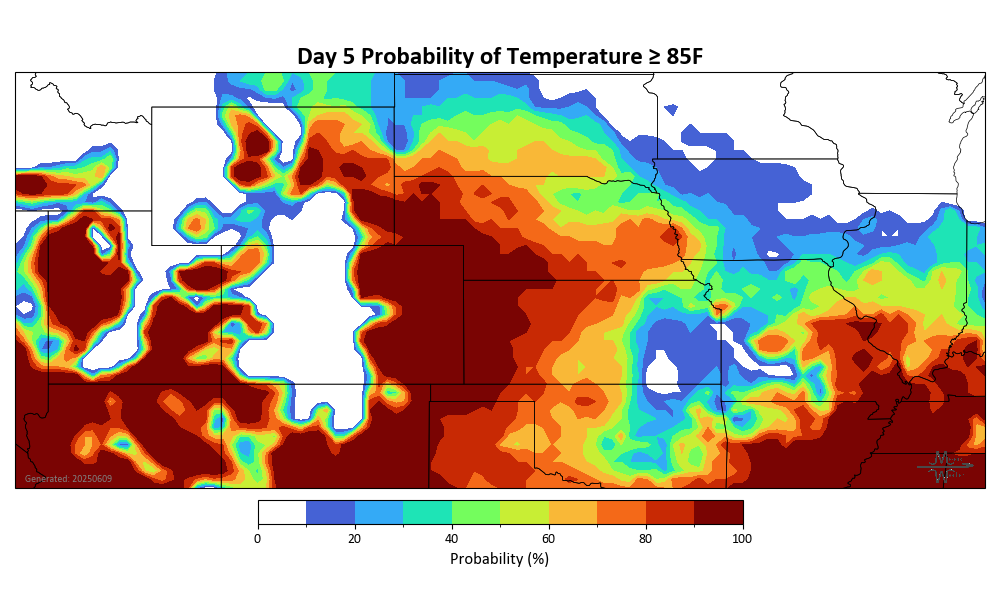 Day 5 Probability of Temperature ≥ 85F
Generated: 20250609
0 20 40 60 80 100
Probability (%)